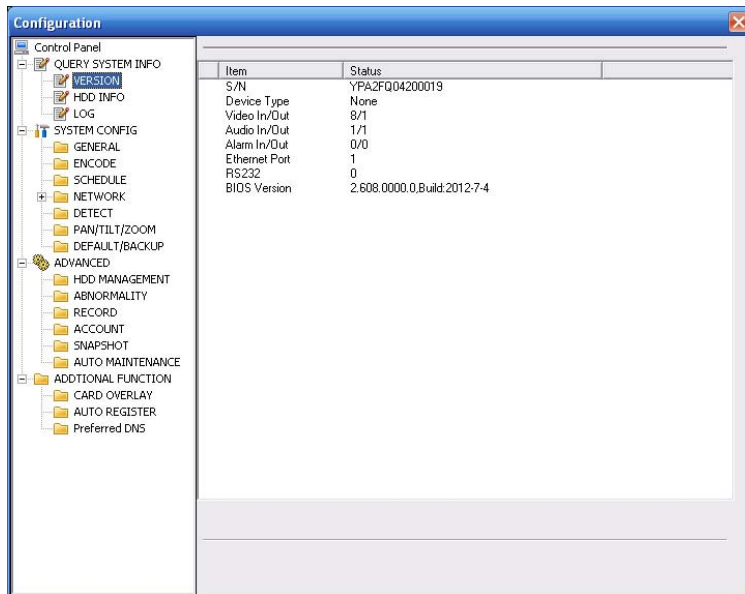 Configuration
Control Panel
QUERY SYSTEM INFO
VERSION
HDD INFO
LOG
SYSTEM CONFIG
GENERAL
ENCODE
SCHEDULE
NETWORK
DETECT
PAN/TILT/ZOOM
DEFAULT/BACKUP
ADVANCED
HDD MANAGEMENT
ABNORMALITY
RECORD
ACCOUNT
SNAPSHOT
AUTO MAINTENANCE
ADDTIONAL FUNCTION
CARD OVERLAY
AUTO REGISTER
Preferred DNS
Item Status
S/N YPA2FQ04200019
Device Type None
Video In/Out 8/1
Audio In/Out 1/1
Alarm In/Out 0/0
Ethernet Port 1
RS232 0
BIOS Version 2.608.0000.0,Build:2012-7-4